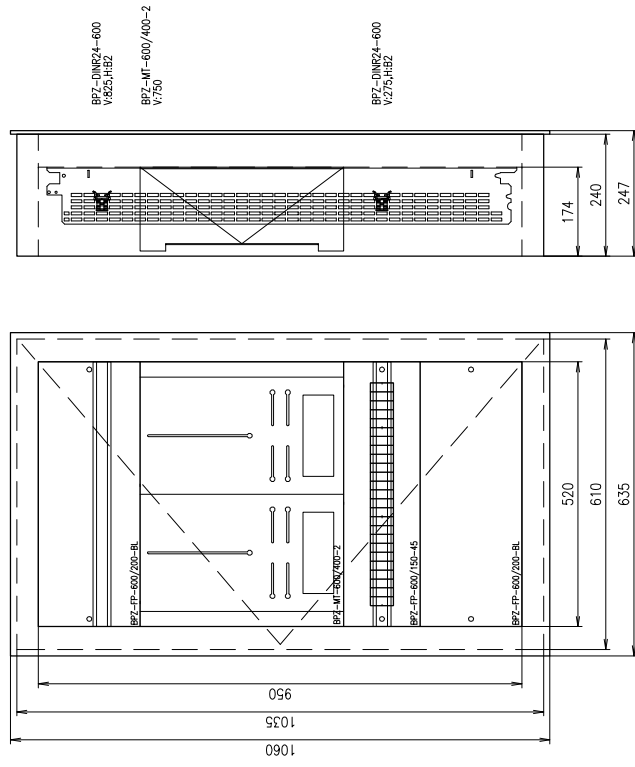 BPZ-DINR24-600
V:825,H:B2
BPZ-MT-600/400-2
V:750
BPZ-DINR24-600
V:275,H:B2
174
240
247
BPZ-FP-600/200-BL
BPZ-MT-600/400-2
BPZ-FP-600/150-45
BPZ-FP-600/200-BL
520
610
635
950
1035
1060